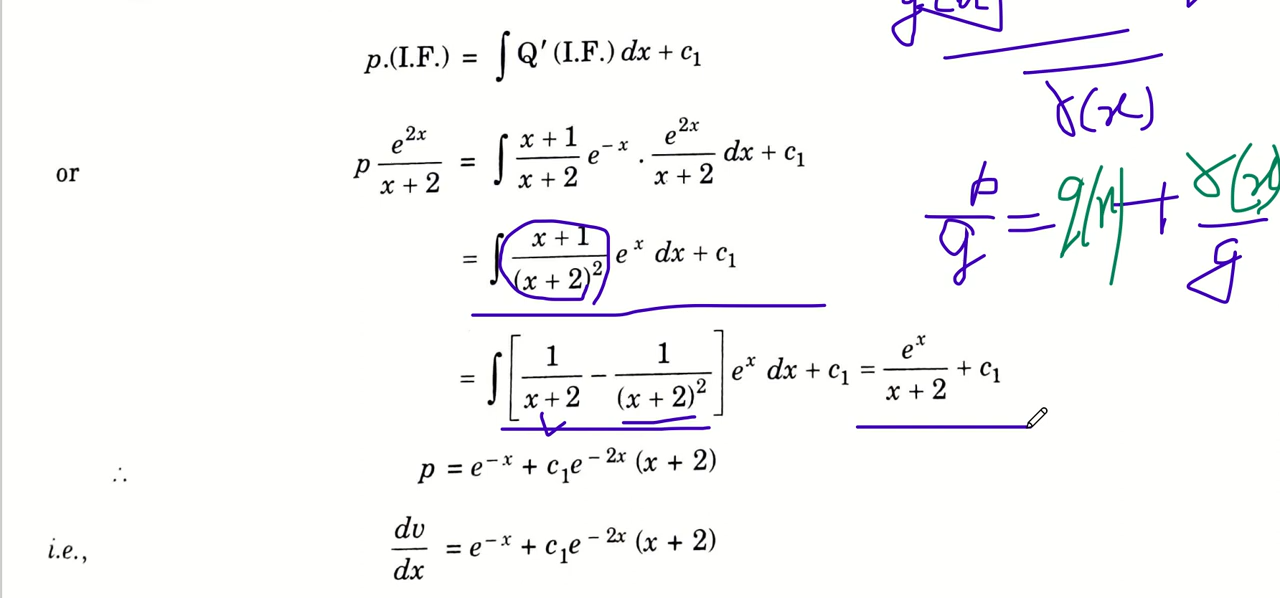 p.(I.F.) = ∫ Q′ (I.F.) dx + c₁
γ(x)
or p e^{2x}/(x + 2) = ∫ (x + 1)/(x + 2) e^{−x} . e^{2x}/(x + 2) dx + c₁
p/g = q(x) + γ(x)/g
= ∫ (x + 1)/(x + 2)² e^x dx + c₁
= ∫ [1/(x + 2) − 1/(x + 2)²] e^x dx + c₁ = e^x/(x + 2) + c₁
∴ p = e^{−x} + c₁e^{−2x} (x + 2)
i.e., dv/dx = e^{−x} + c₁e^{−2x} (x + 2)